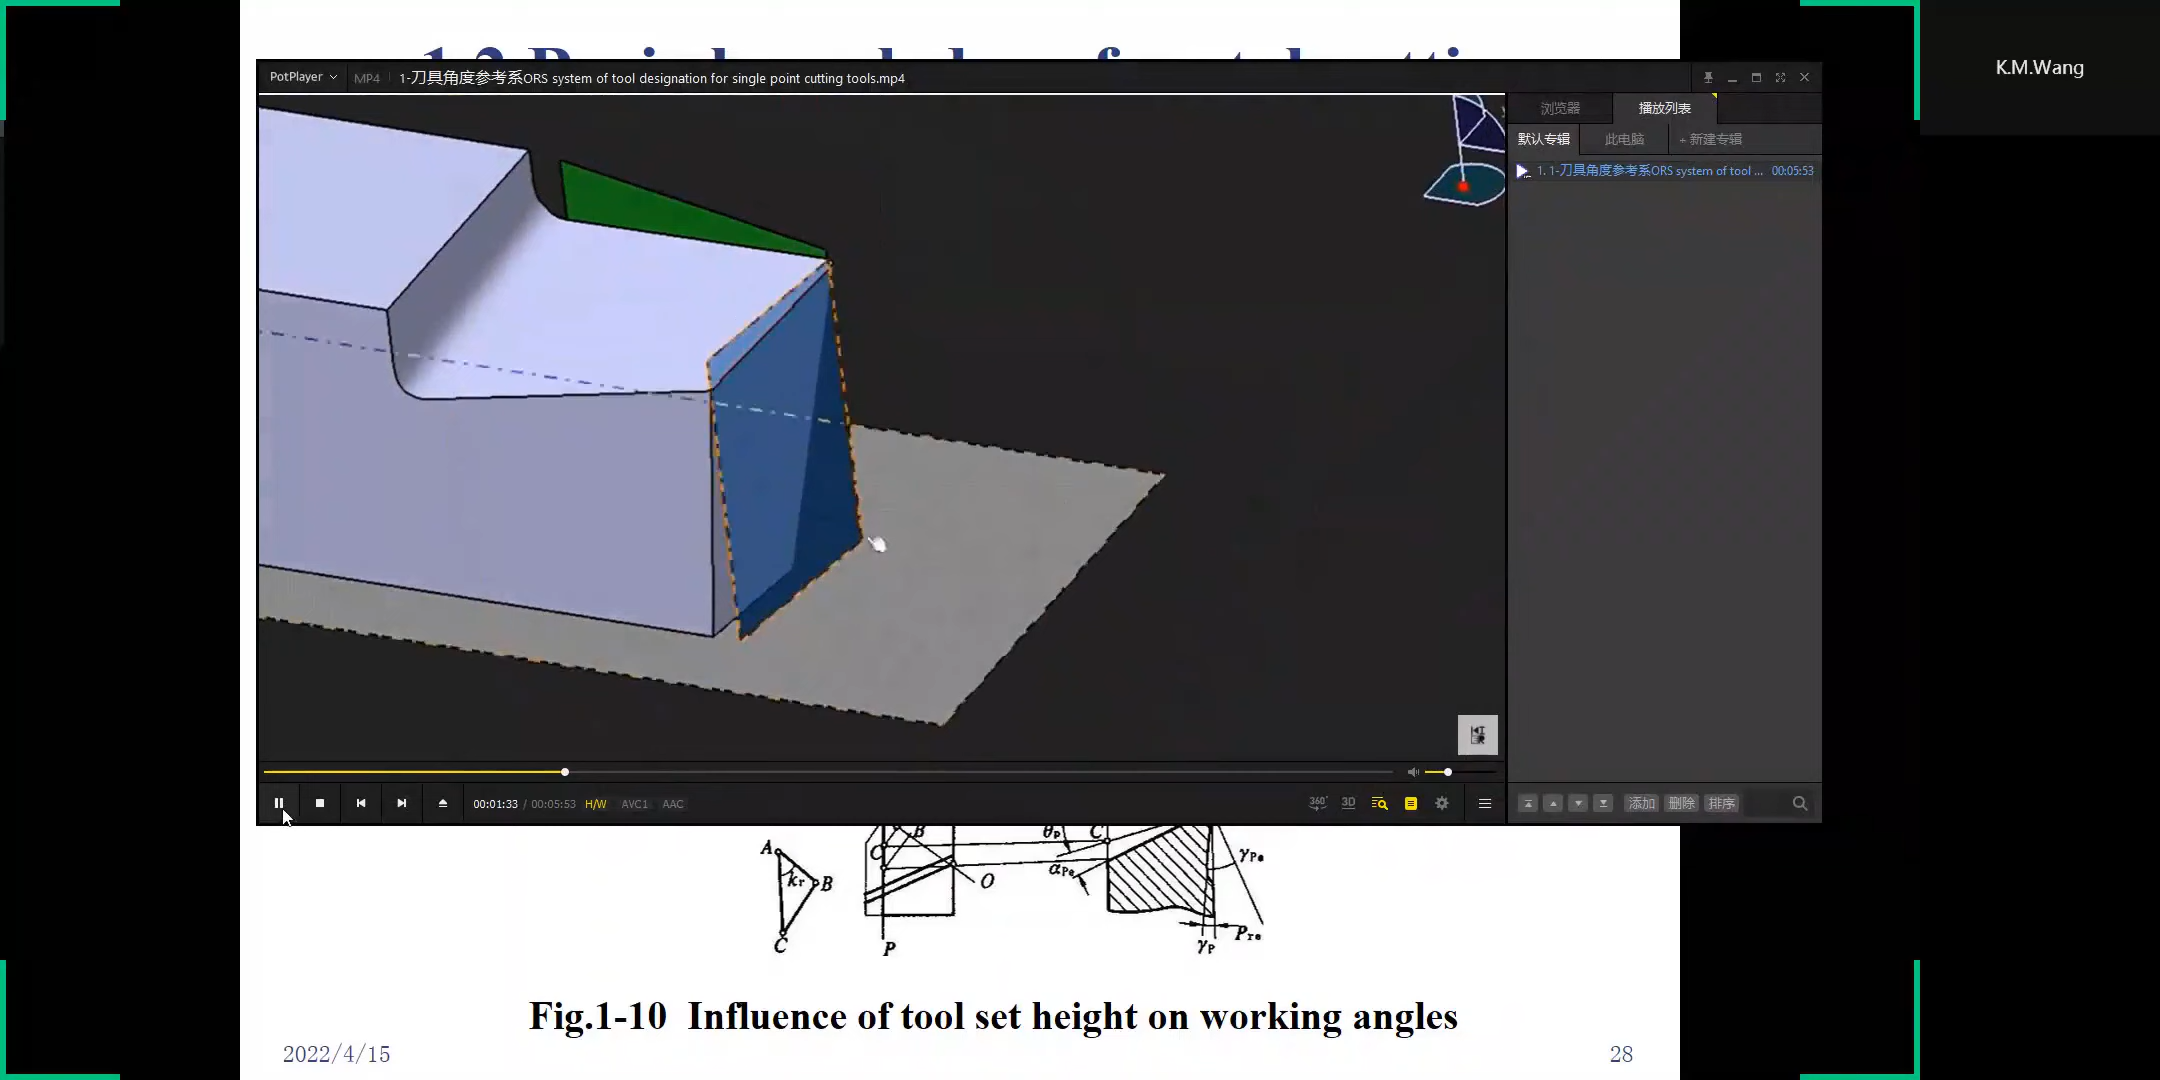 K.M.Wang
PotPlayer
MP4
1-刀具角度参考系ORS system of tool designation for single point cutting tools.mp4
浏览器
播放列表
默认专辑
此电脑
+ 新建专辑
1. 1-刀具角度参考系ORS system of tool ... 00:05:53
00:01:33 / 00:05:53 H/W AVC1 AAC
360°
3D
添加
删除
排序
A
kr
B
C
B
C
O
P
θP
C
αPe
γPe
γP
Pre
Fig.1-10 Influence of tool set height on working angles
2022/4/15
28